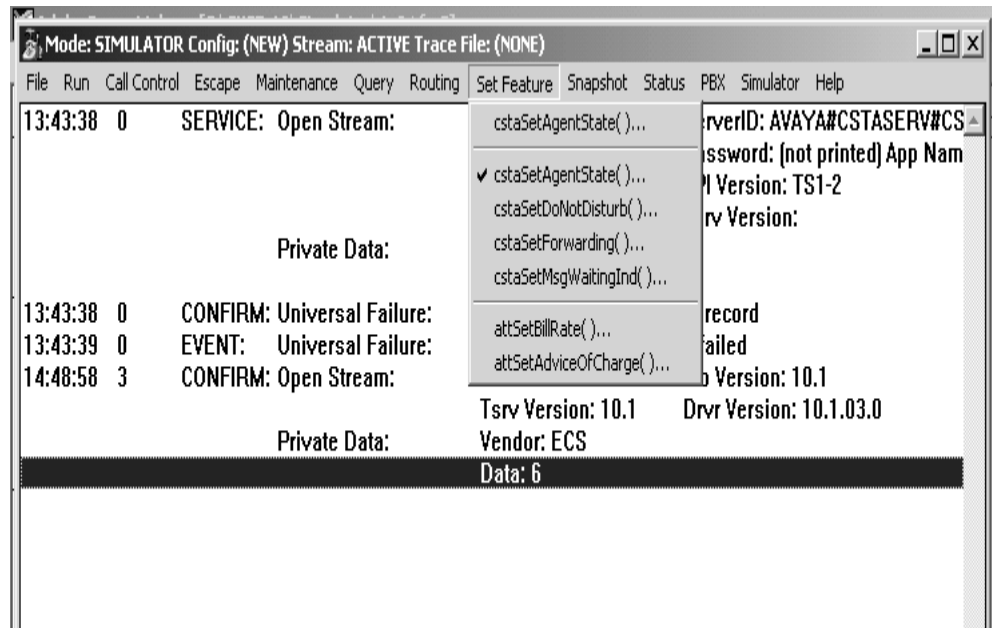 Mode: SIMULATOR Config: (NEW) Stream: ACTIVE Trace File: (NONE)
File Run Call Control Escape Maintenance Query Routing Set Feature Snapshot Status PBX Simulator Help
13:43:38 0 SERVICE: Open Stream: rverID: AVAYA#CSTASERV#CS
cstaSetAgentState( )...
ssword: (not printed) App Nam
✔ cstaSetAgentState( )...
PI Version: TS1-2
cstaSetDoNotDisturb( )...
rv Version:
Private Data:
cstaSetForwarding( )...
cstaSetMsgWaitingInd( )...
13:43:38 0 CONFIRM: Universal Failure: record
attSetBillRate( )...
13:43:39 0 EVENT: Universal Failure: failed
attSetAdviceOfCharge( )...
14:48:58 3 CONFIRM: Open Stream: Version: 10.1
Tsrv Version: 10.1 Drvr Version: 10.1.03.0
Private Data: Vendor: ECS
Data: 6